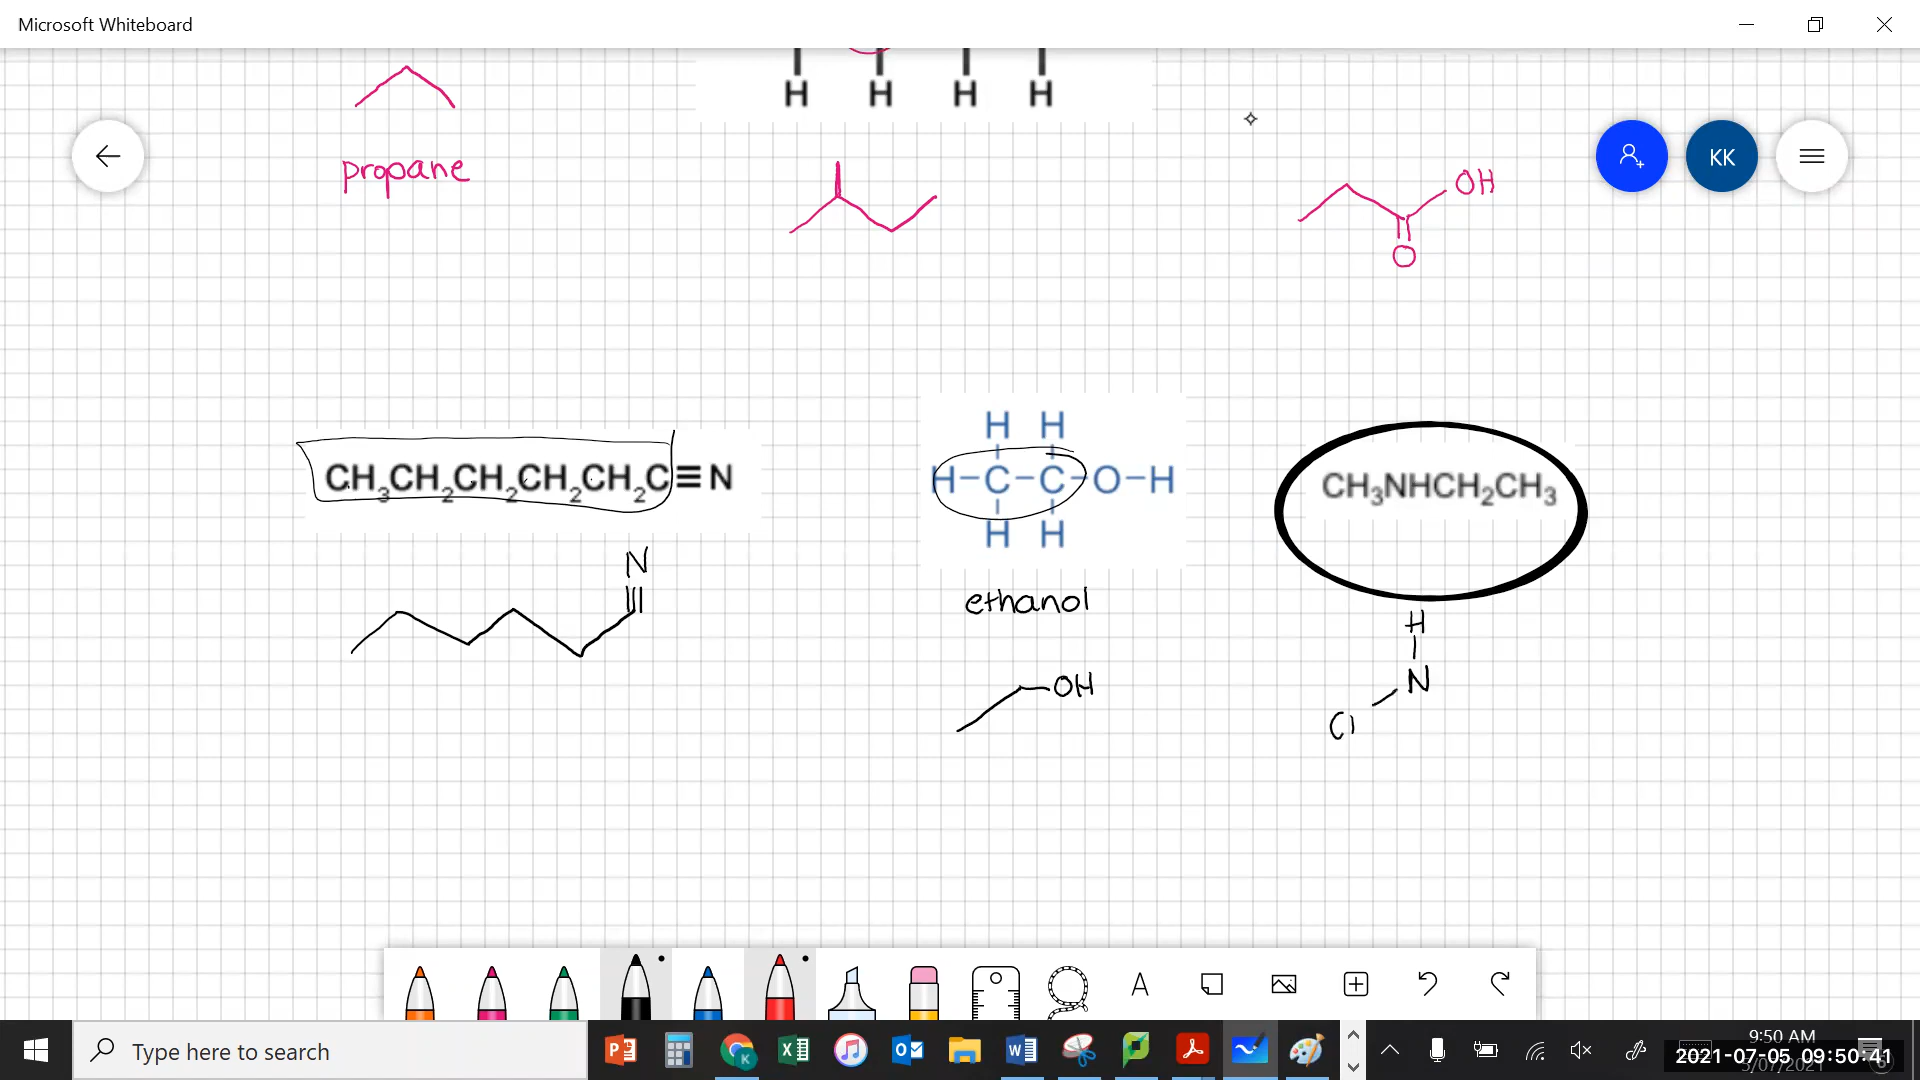 Microsoft Whiteboard
H H H H
propane
KK
OH
O
CH₃CH₂CH₂CH₂CH₂C≡N
H H
H-C-C-O-H
H H
CH₃NHCH₂CH₃
N
ethanol
H
N
OH
Type here to search
9:50 AM
2021-07-05 09:50:41